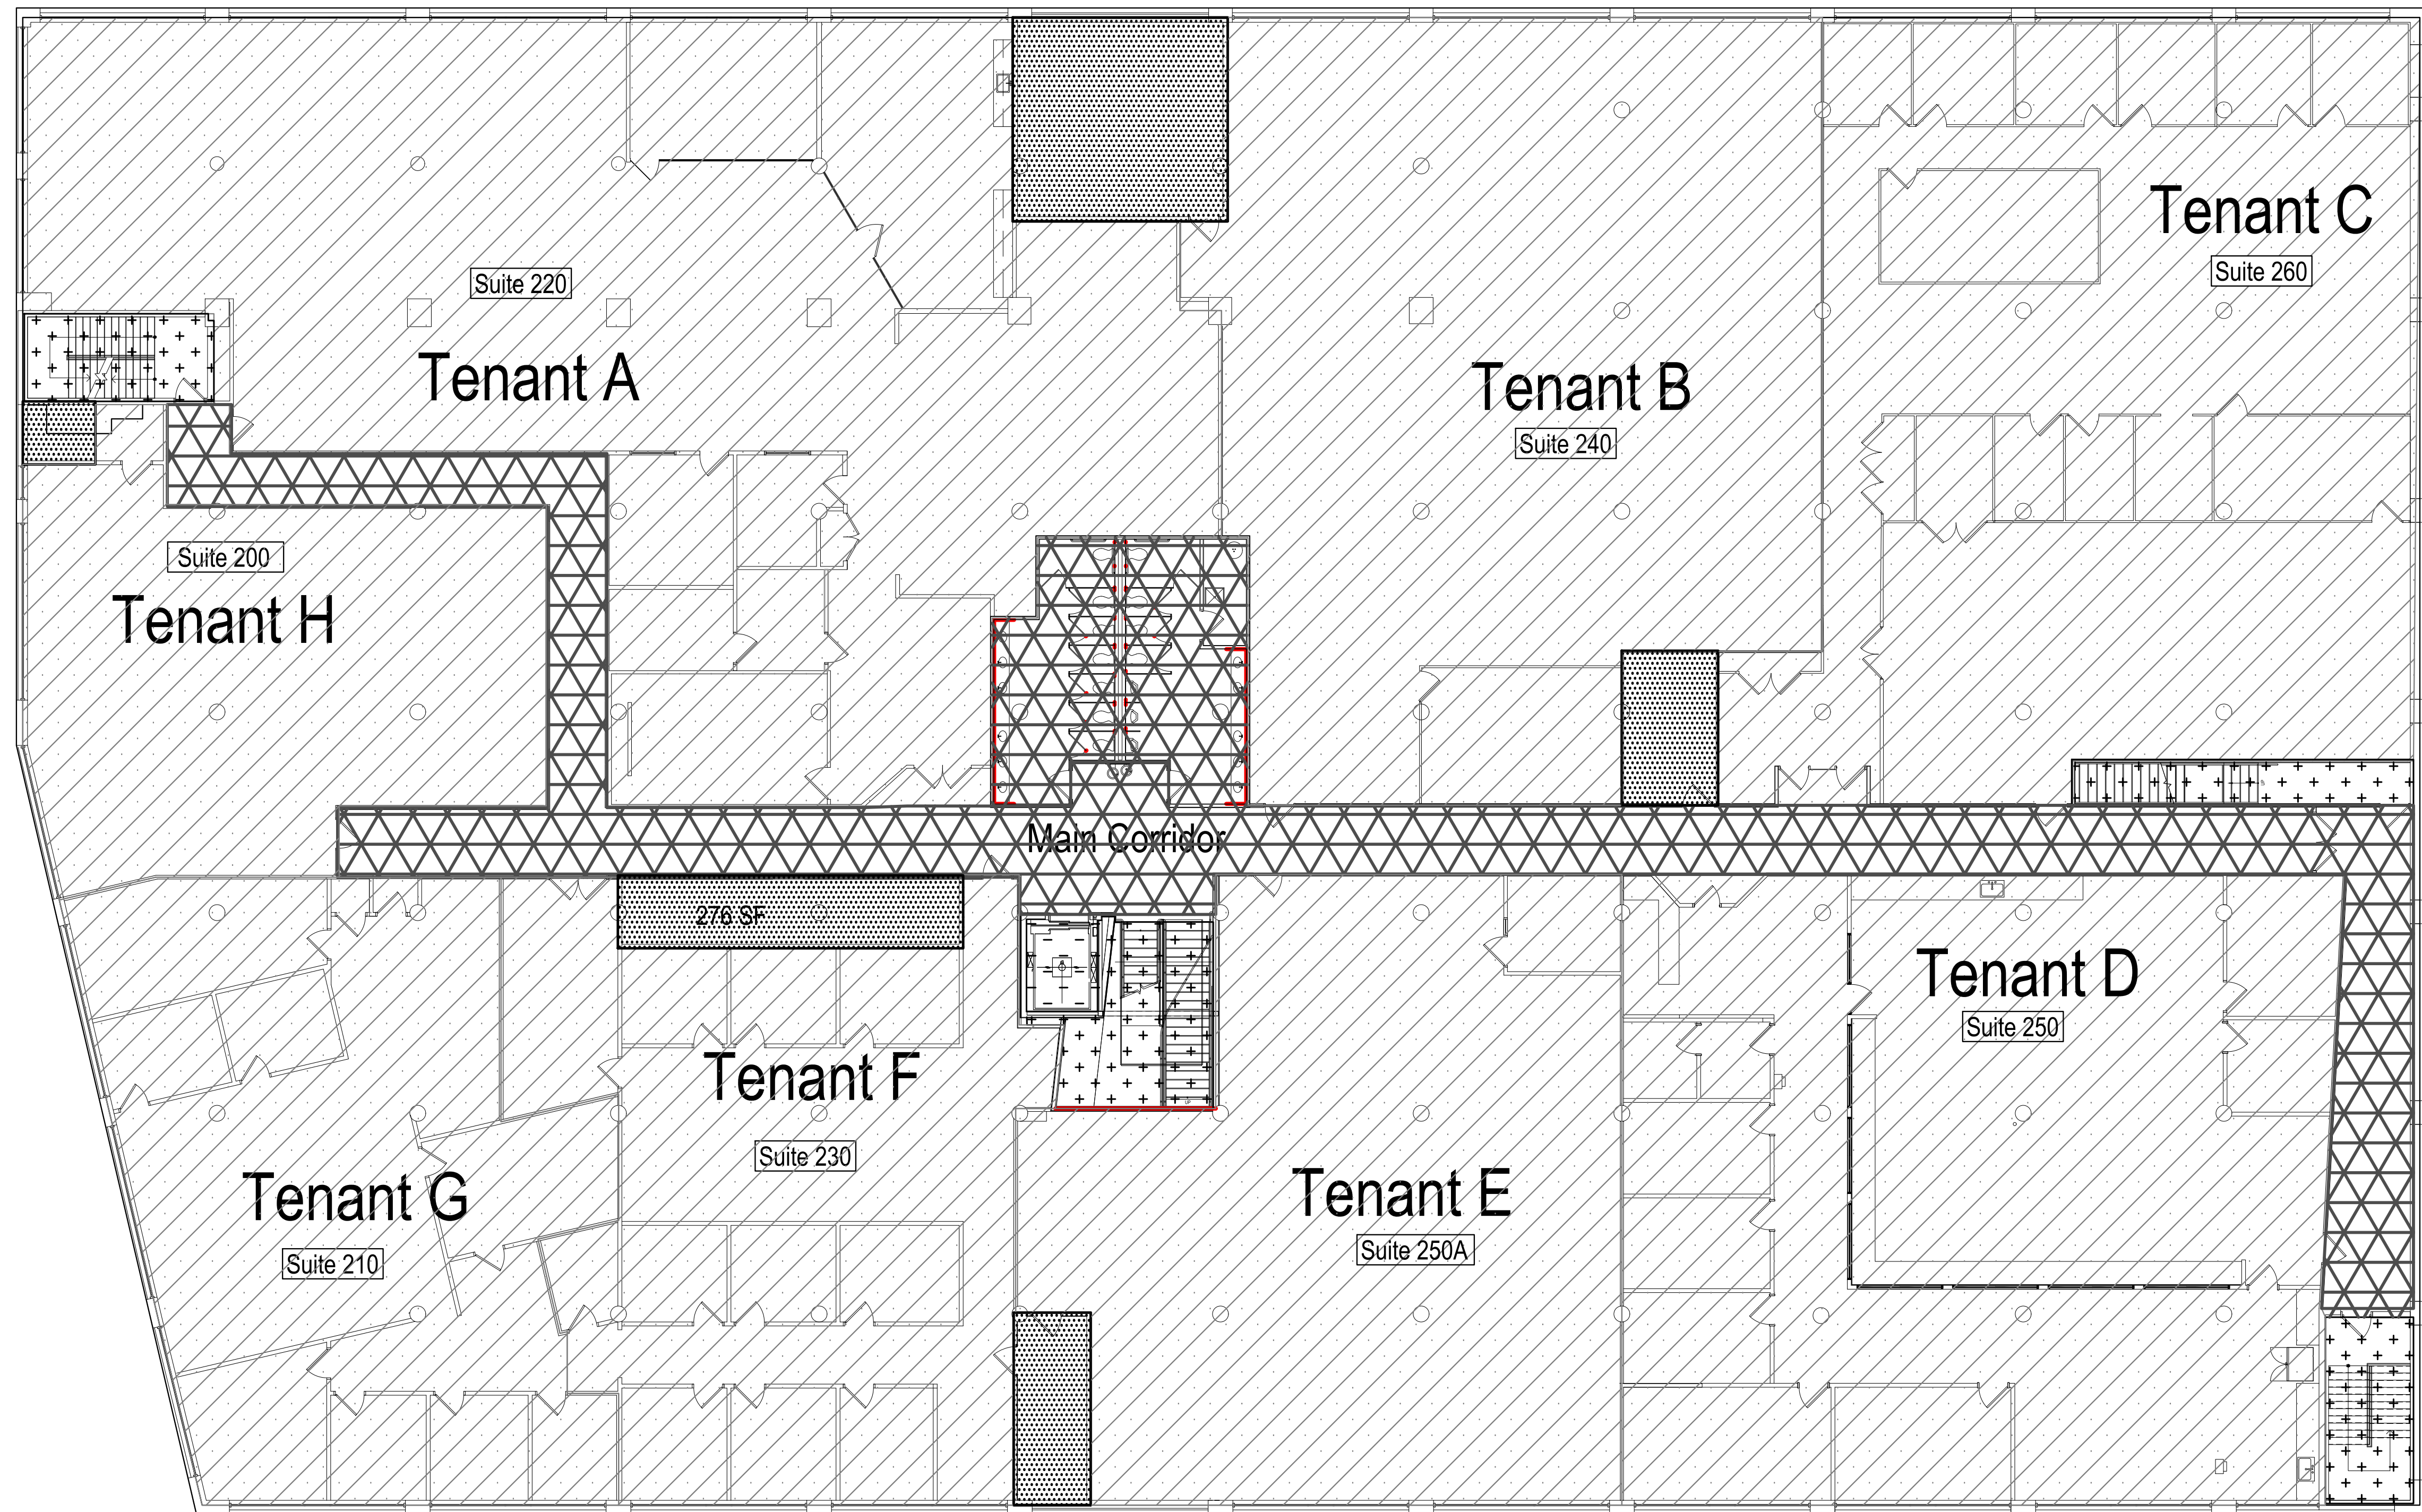 Tenant C
Suite 260
Suite 220
Tenant A
Tenant B
Suite 240
Suite 200
Tenant H
Main Corridor
276 SF
Tenant D
Suite 250
Tenant F
Suite 230
Tenant G
Suite 210
Tenant E
Suite 250A